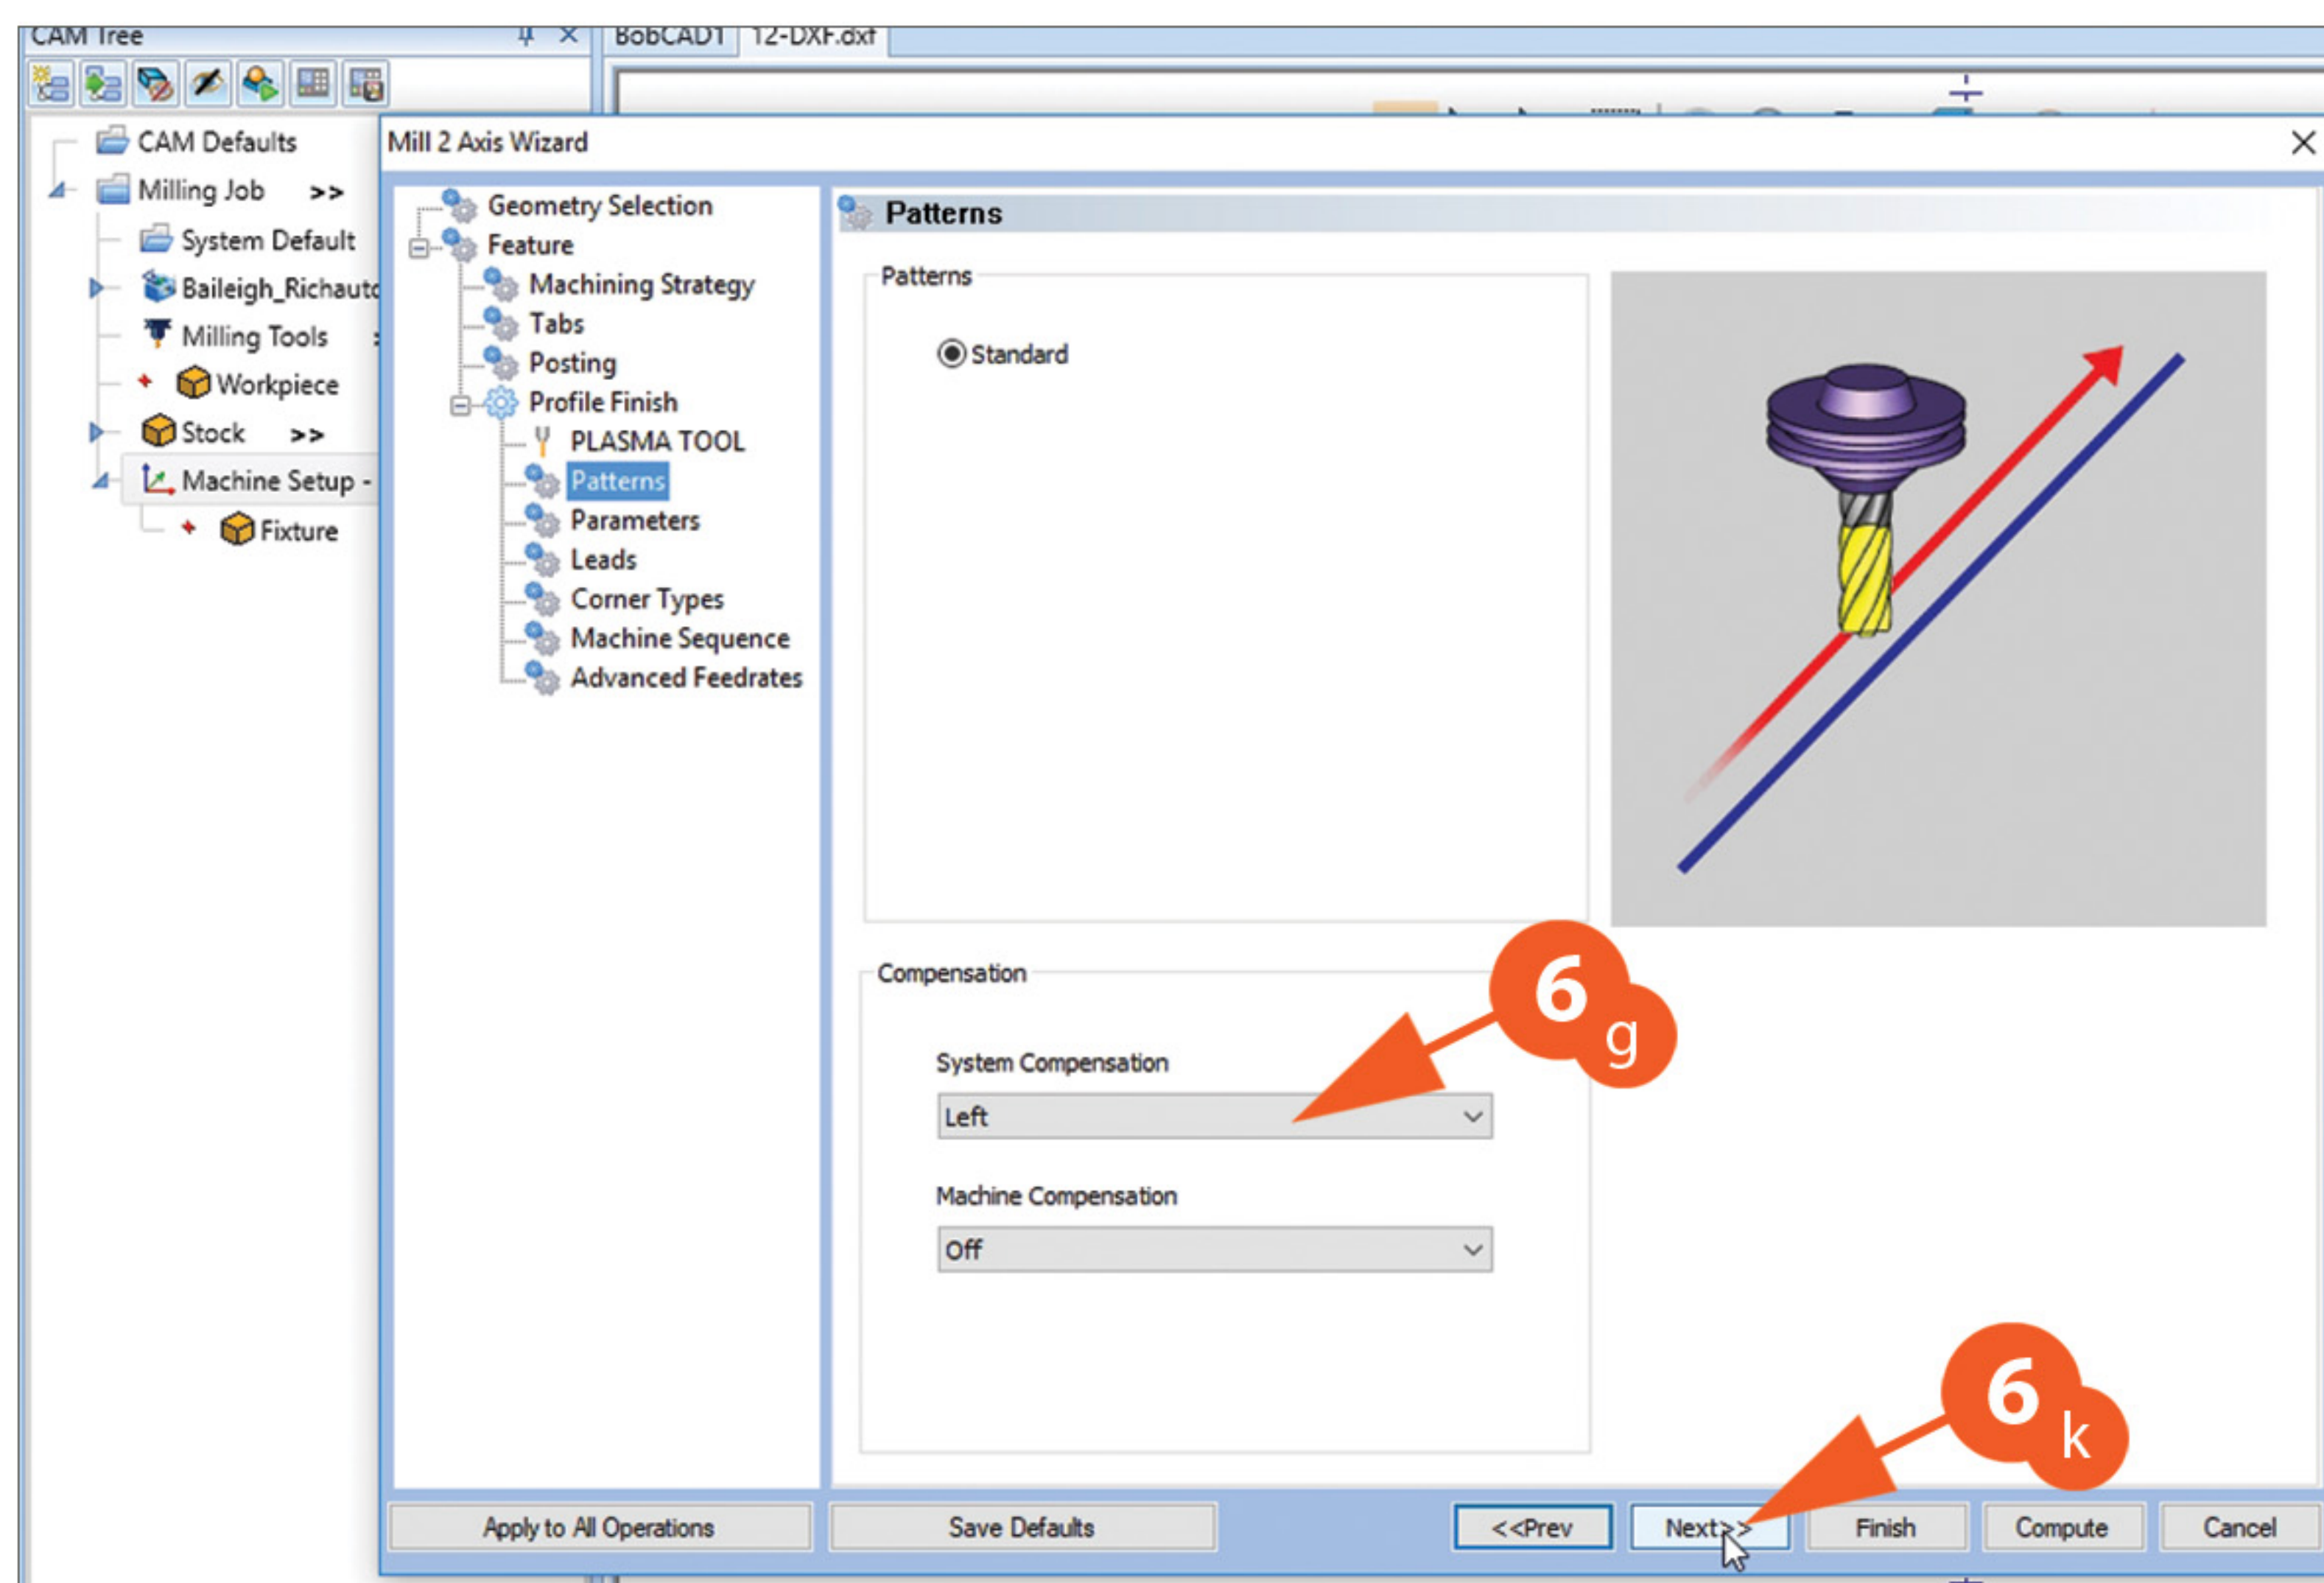 CAM Tree
BobCAD1
12-DXF.dxf
CAM Defaults
Milling Job >>
System Default
Baileigh_Richauto
Milling Tools
Workpiece
Stock >>
Machine Setup -
Fixture
Mill 2 Axis Wizard
Geometry Selection
Feature
Machining Strategy
Tabs
Posting
Profile Finish
PLASMA TOOL
Patterns
Parameters
Leads
Corner Types
Machine Sequence
Advanced Feedrates
Patterns
Patterns
Standard
Compensation
6
g
System Compensation
Left
Machine Compensation
Off
6
k
Apply to All Operations
Save Defaults
<<Prev
Next>>
Finish
Compute
Cancel